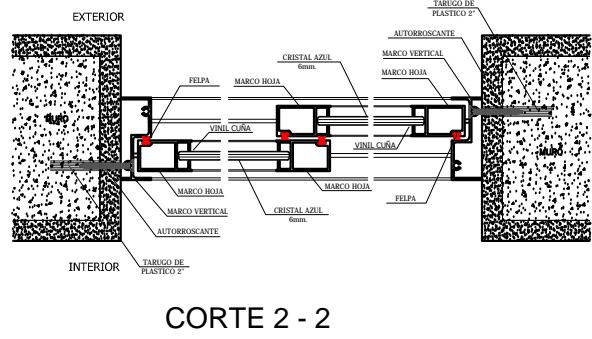 TARUGO DE
PLASTICO 2"
EXTERIOR
AUTORROSCANTE
MARCO VERTICAL
CRISTAL AZUL
6mm.
FELPA
MARCO HOJA
MARCO HOJA
MURO
VINIL CUÑA
VINIL CUÑA
MURO
MARCO HOJA
MARCO HOJA
FELPA
MARCO VERTICAL
CRISTAL AZUL
6mm.
AUTORROSCANTE
INTERIOR
TARUGO DE
PLASTICO 2"
CORTE 2 - 2